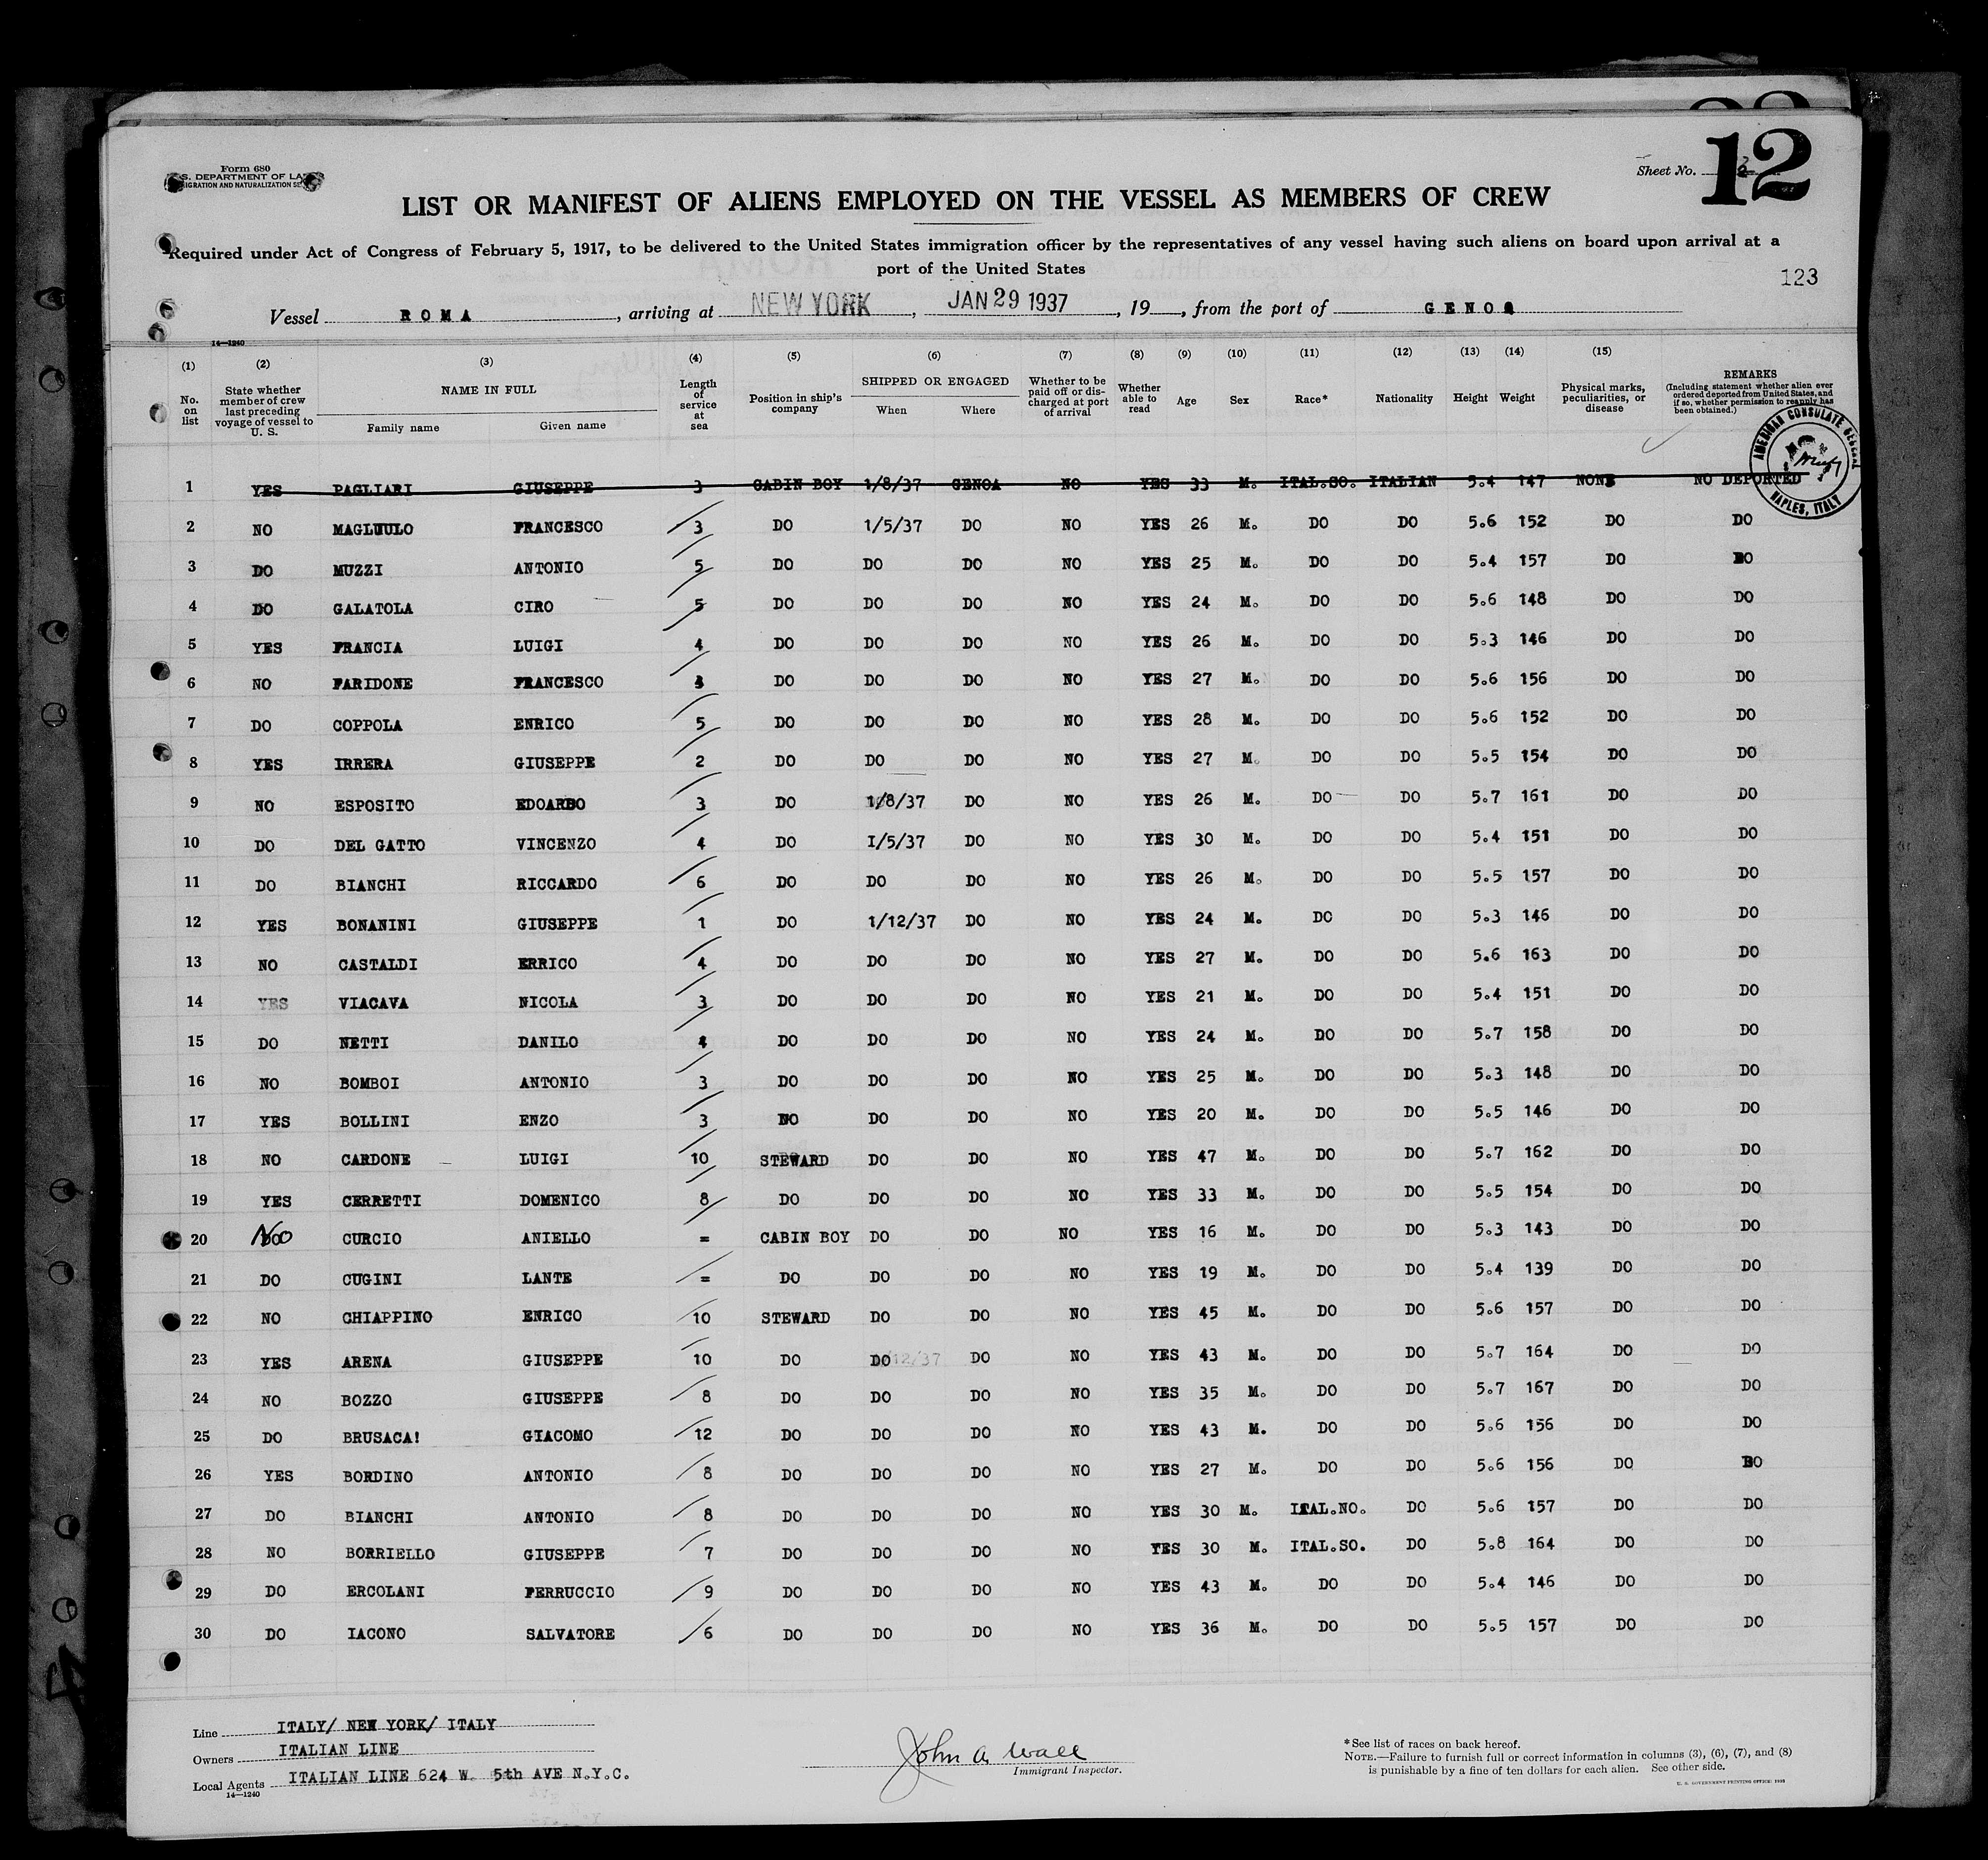 12
Form 680
S. DEPARTMENT OF LA
IGRATION AND NATURALIZATION SE
Sheet No.
LIST OR MANIFEST OF ALIENS EMPLOYED ON THE VESSEL AS MEMBERS OF CREW
Required under Act of Congress of February 5, 1917, to be delivered to the United States immigration officer by the representatives of any vessel having such aliens on board upon arrival at a
port of the United States
123
Vessel ROMA, arriving at NEW YORK, JAN 29 1937, 19__, from the port of GENOA
14—1240
(1) (2) (3) (4) (5) (6) (7) (8) (9) (10) (11) (12) (13) (14) (15)
No. on list
State whether member of crew last preceding voyage of vessel to U. S.
NAME IN FULL
Family name
Given name
Length of service at sea
Position in ship's company
SHIPPED OR ENGAGED
When
Where
Whether to be paid off or discharged at port of arrival
Whether able to read
Age
Sex
Race*
Nationality
Height
Weight
Physical marks, peculiarities, or disease
REMARKS
(Including statement whether alien ever ordered deported from United States, and if so, whether permission to reapply has been obtained.)
AMERICAN CONSULATE GENERAL
NAPLES, ITALY
1 YES PAGLIARI GIUSEPPE 3 CABIN BOY 1/8/37 GENOA NO YES 33 M. ITAL.SO. ITALIAN 5.4 147 NONE NO DEPORTED
2 NO MAGLIULO FRANCESCO 3 DO 1/5/37 DO NO YES 26 M. DO DO 5.6 152 DO DO
3 DO MUZZI ANTONIO 5 DO DO DO NO YES 25 M. DO DO 5.4 157 DO DO
4 DO GALATOLA CIRO 5 DO DO DO NO YES 24 M. DO DO 5.6 148 DO DO
5 YES FRANCIA LUIGI 4 DO DO DO NO YES 26 M. DO DO 5.3 146 DO DO
6 NO FARIDONE FRANCESCO 3 DO DO DO NO YES 27 M. DO DO 5.6 156 DO DO
7 DO COPPOLA ENRICO 5 DO DO DO NO YES 28 M. DO DO 5.6 152 DO DO
8 YES IRRERA GIUSEPPE 2 DO DO DO NO YES 27 M. DO DO 5.5 154 DO DO
9 NO ESPOSITO EDOARDO 3 DO 1/8/37 DO NO YES 26 M. DO DO 5.7 161 DO DO
10 DO DEL GATTO VINCENZO 4 DO I/5/37 DO NO YES 30 M. DO DO 5.4 151 DO DO
11 DO BIANCHI RICCARDO 6 DO DO DO NO YES 26 M. DO DO 5.5 157 DO DO
12 YES BONANINI GIUSEPPE 1 DO 1/12/37 DO NO YES 24 M. DO DO 5.3 146 DO DO
13 NO CASTALDI ERRICO 4 DO DO DO NO YES 27 M. DO DO 5.6 163 DO DO
14 YES VIACAVA NICOLA 3 DO DO DO NO YES 21 M. DO DO 5.4 151 DO DO
15 DO NETTI DANILO 4 DO DO DO NO YES 24 M. DO DO 5.7 158 DO DO
16 NO BOMBOI ANTONIO 3 DO DO DO NO YES 25 M. DO DO 5.3 148 DO DO
17 YES BOLLINI ENZO 3 DO DO DO NO YES 20 M. DO DO 5.5 146 DO DO
18 NO CARDONE LUIGI 10 STEWARD DO DO NO YES 47 M. DO DO 5.7 162 DO DO
19 YES CERRETTI DOMENICO 8 DO DO DO NO YES 33 M. DO DO 5.5 154 DO DO
20 No CURCIO ANIELLO = CABIN BOY DO DO NO YES 16 M. DO DO 5.3 143 DO DO
21 DO CUGINI LANTE = DO DO DO NO YES 19 M. DO DO 5.4 139 DO DO
22 NO CHIAPPINO ENRICO 10 STEWARD DO DO NO YES 45 M. DO DO 5.6 157 DO DO
23 YES ARENA GIUSEPPE 10 DO DO DO NO YES 43 M. DO DO 5.7 164 DO DO
24 NO BOZZO GIUSEPPE 8 DO DO DO NO YES 35 M. DO DO 5.7 167 DO DO
25 DO BRUSACA! GIACOMO 12 DO DO DO NO YES 43 M. DO DO 5.6 156 DO DO
26 YES BORDINO ANTONIO 8 DO DO DO NO YES 27 M. DO DO 5.6 156 DO DO
27 DO BIANCHI ANTONIO 8 DO DO DO NO YES 30 M. ITAL.NO. DO 5.6 157 DO DO
28 NO BORRIELLO GIUSEPPE 7 DO DO DO NO YES 30 M. ITAL.SO. DO 5.8 164 DO DO
29 DO ERCOLANI FERRUCCIO 9 DO DO DO NO YES 43 M. DO DO 5.4 146 DO DO
30 DO IACONO SALVATORE 6 DO DO DO NO YES 36 M. DO DO 5.5 157 DO DO
Line ITALY/ NEW YORK/ ITALY
Owners ITALIAN LINE
Local Agents ITALIAN LINE 624 W. 5th AVE N.Y.C.
14—1240
John A. Wall
Immigrant Inspector.
*See list of races on back hereof.
NOTE.—Failure to furnish full or correct information in columns (3), (6), (7), and (8)
is punishable by a fine of ten dollars for each alien. See other side.
U. S. GOVERNMENT PRINTING OFFICE: 1935